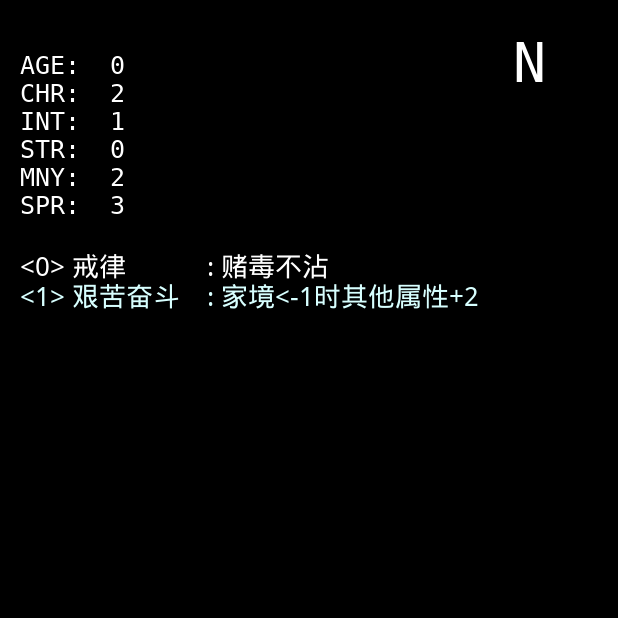 N
AGE: 0
CHR: 2
INT: 1
STR: 0
MNY: 2
SPR: 3
<0> 戒律 : 赌毒不沾
<1> 艰苦奋斗 : 家境<-1时其他属性+2